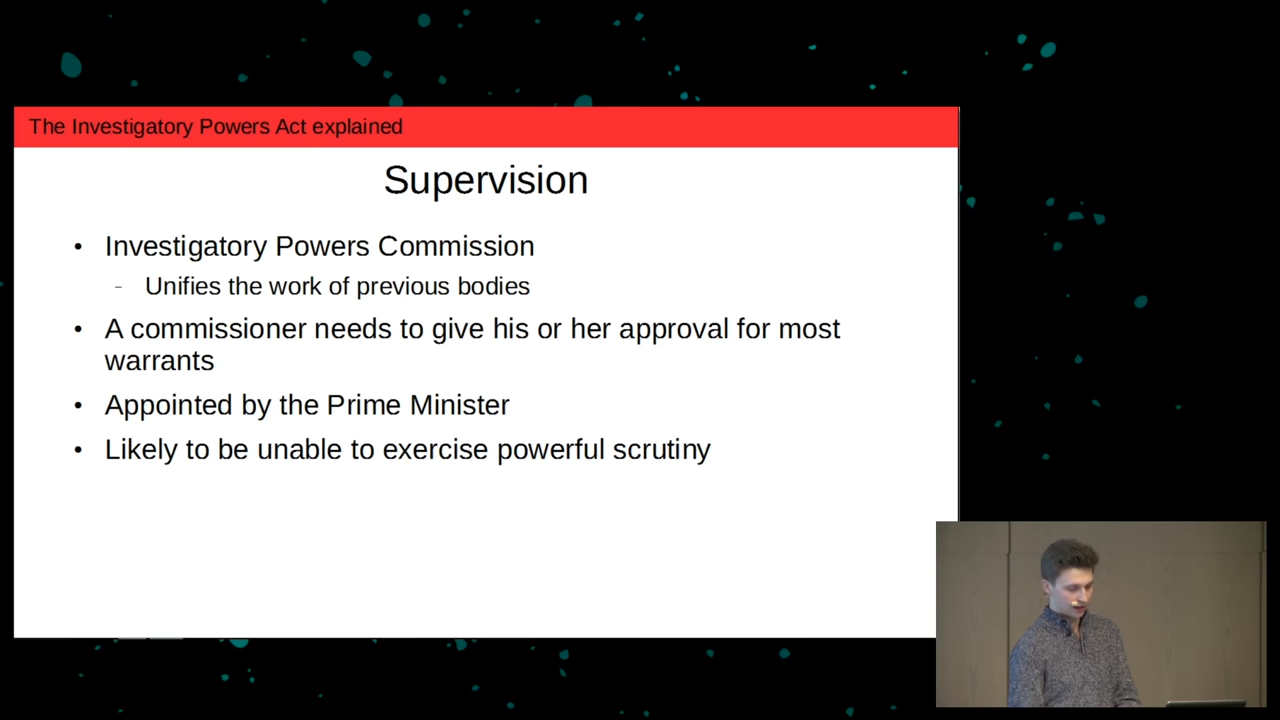 The Investigatory Powers Act explained
Supervision
• Investigatory Powers Commission
- Unifies the work of previous bodies
• A commissioner needs to give his or her approval for most
warrants
• Appointed by the Prime Minister
• Likely to be unable to exercise powerful scrutiny